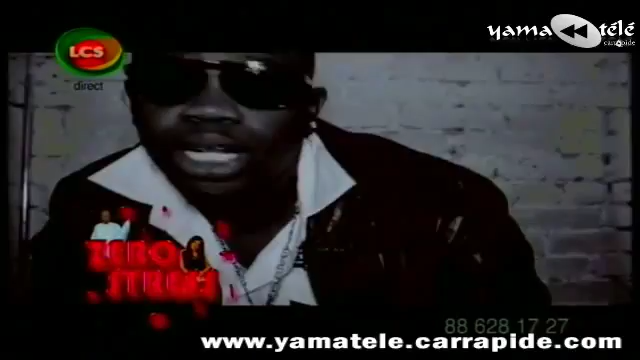 LCS
direct
yama télé
carrapide
ZERO
STRESS
88 628 17 27
www.yamatele.carrapide.com